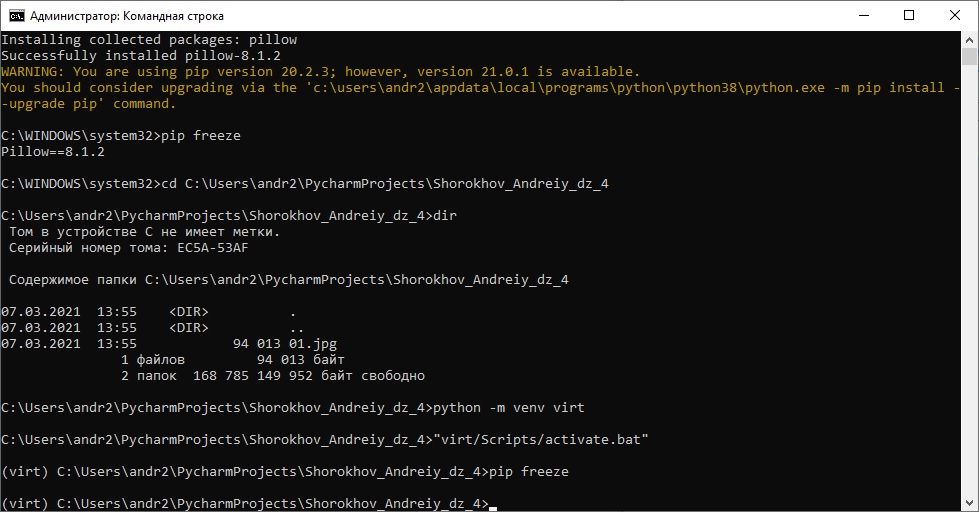 Администратор: Командная строка
Installing collected packages: pillow
Successfully installed pillow-8.1.2
WARNING: You are using pip version 20.2.3; however, version 21.0.1 is available.
You should consider upgrading via the 'c:\users\andr2\appdata\local\programs\python\python38\python.exe -m pip install -
-upgrade pip' command.
C:\WINDOWS\system32>pip freeze
Pillow==8.1.2
C:\WINDOWS\system32>cd C:\Users\andr2\PycharmProjects\Shorokhov_Andreiy_dz_4
C:\Users\andr2\PycharmProjects\Shorokhov_Andreiy_dz_4>dir
Том в устройстве C не имеет метки.
Серийный номер тома: EC5A-53AF
Содержимое папки C:\Users\andr2\PycharmProjects\Shorokhov_Andreiy_dz_4
07.03.2021  13:55    <DIR>          .
07.03.2021  13:55    <DIR>          ..
07.03.2021  13:55            94 013 01.jpg
1 файлов         94 013 байт
2 папок  168 785 149 952 байт свободно
C:\Users\andr2\PycharmProjects\Shorokhov_Andreiy_dz_4>python -m venv virt
C:\Users\andr2\PycharmProjects\Shorokhov_Andreiy_dz_4>"virt/Scripts/activate.bat"
(virt) C:\Users\andr2\PycharmProjects\Shorokhov_Andreiy_dz_4>pip freeze
(virt) C:\Users\andr2\PycharmProjects\Shorokhov_Andreiy_dz_4>